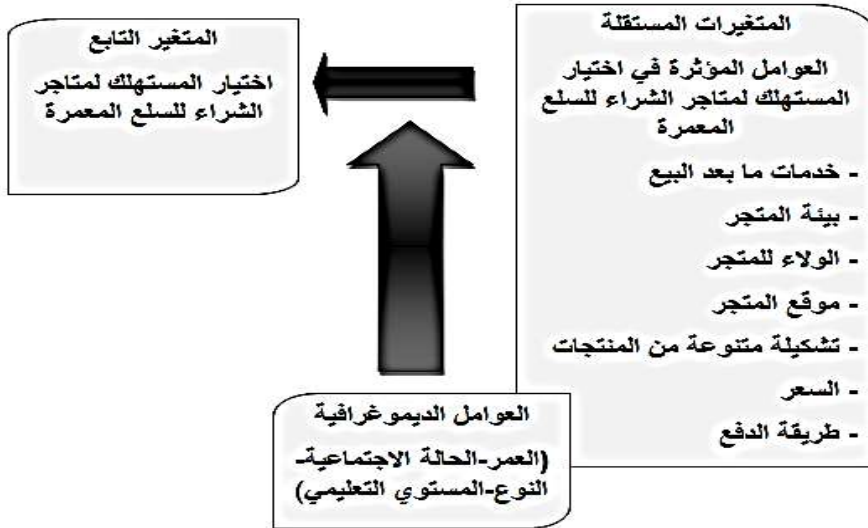 المتغيرات المستقلة
العوامل المؤثرة في اختيار
المستهلك لمتاجر الشراء للسلع
المعمرة
- خدمات ما بعد البيع
- بيئة المتجر
- الولاء للمتجر
- موقع المتجر
- تشكيلة متنوعة من المنتجات
- السعر
- طريقة الدفع
المتغير التابع
اختيار المستهلك لمتاجر
الشراء للسلع المعمرة
العوامل الديموغرافية
(العمر-الحالة الاجتماعية-
النوع-المستوي التعليمي)